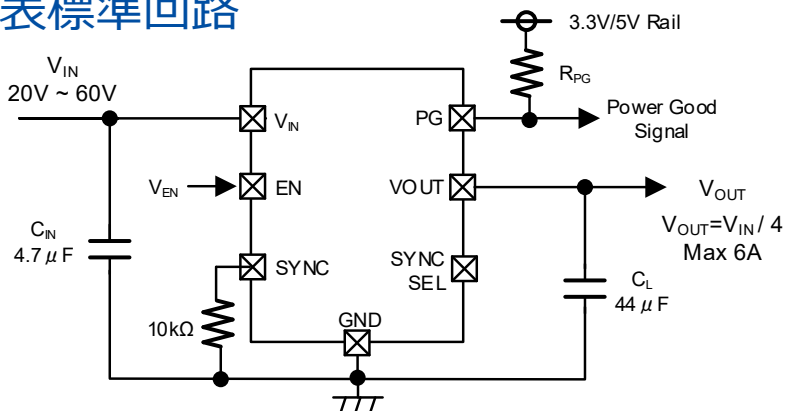 表標準回路
3.3V/5V Rail
RPG
VIN
20V ~ 60V
VIN
PG
Power Good
Signal
VEN
EN
VOUT
VOUT
VOUT=VIN / 4
Max 6A
CIN
4.7 μ F
SYNC
SYNC
SEL
CL
44 μ F
10kΩ
GND